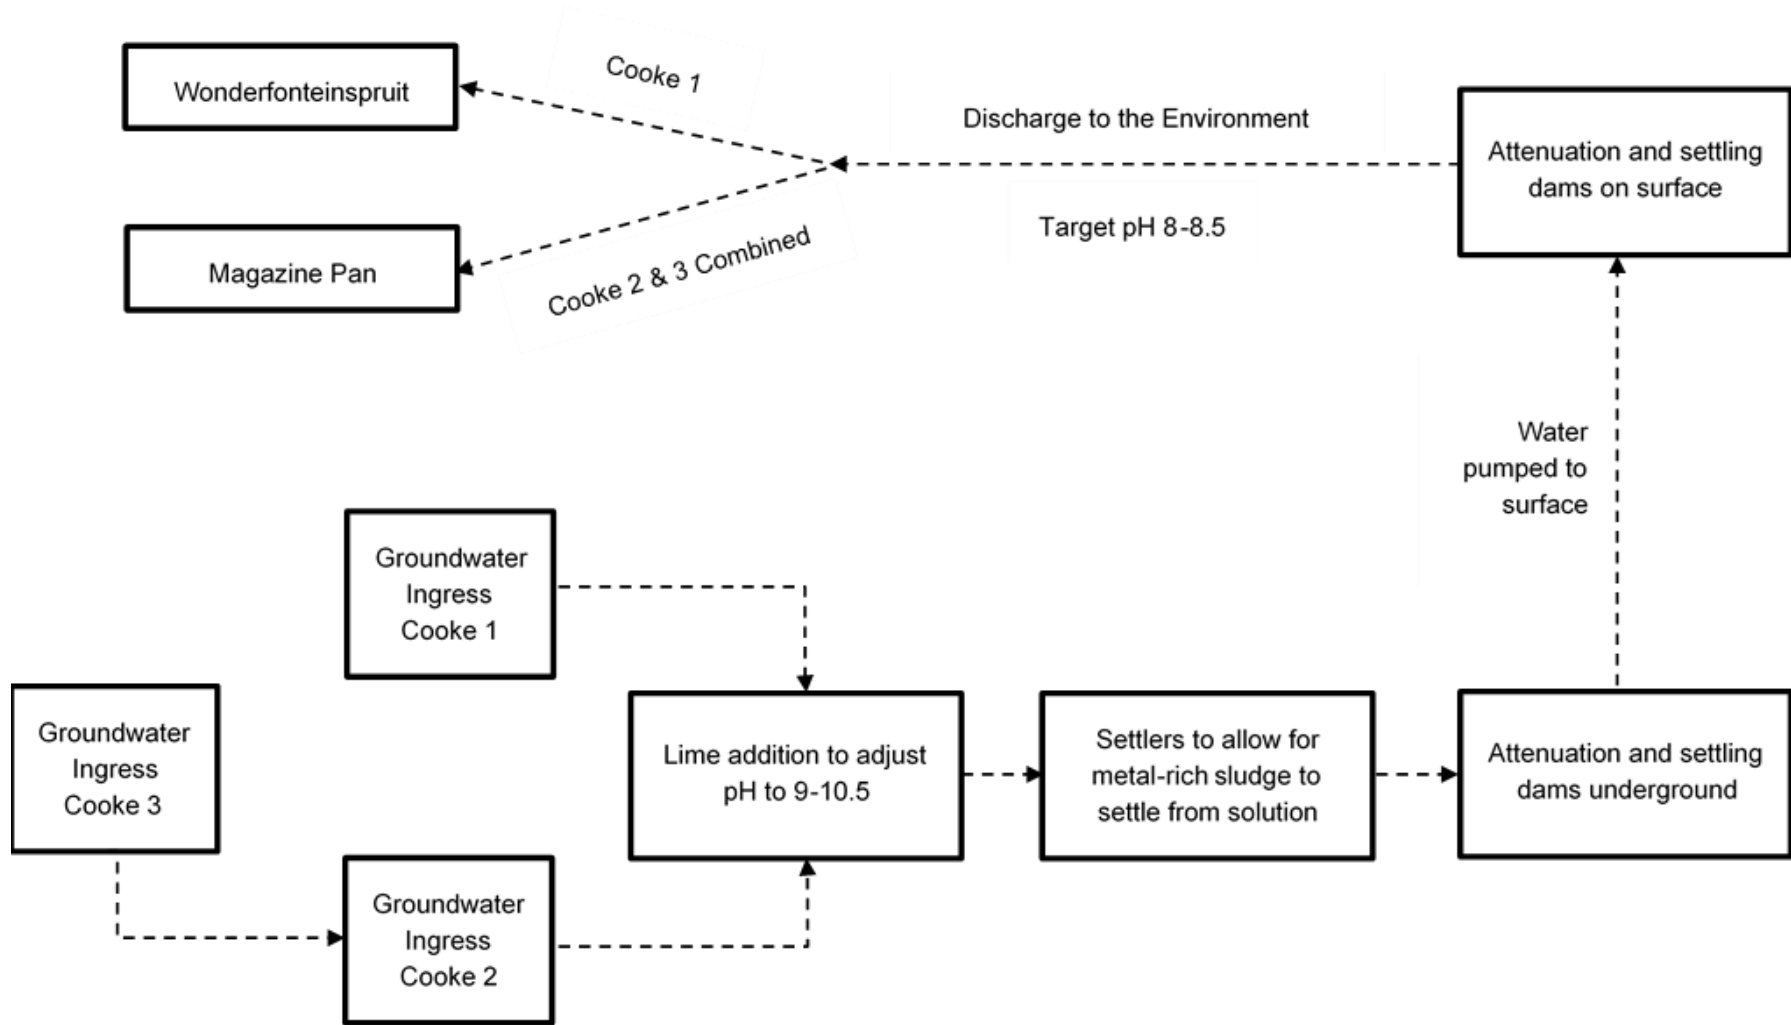 Wonderfonteinspruit
Cooke 1
Discharge to the Environment
Attenuation and settling
dams on surface
Magazine Pan
Cooke 2 & 3 Combined
Target pH 8-8.5
Water
pumped to
surface
Groundwater
Ingress
Cooke 1
Groundwater
Ingress
Cooke 3
Lime addition to adjust
pH to 9-10.5
Settlers to allow for
metal-rich sludge to
settle from solution
Attenuation and settling
dams underground
Groundwater
Ingress
Cooke 2